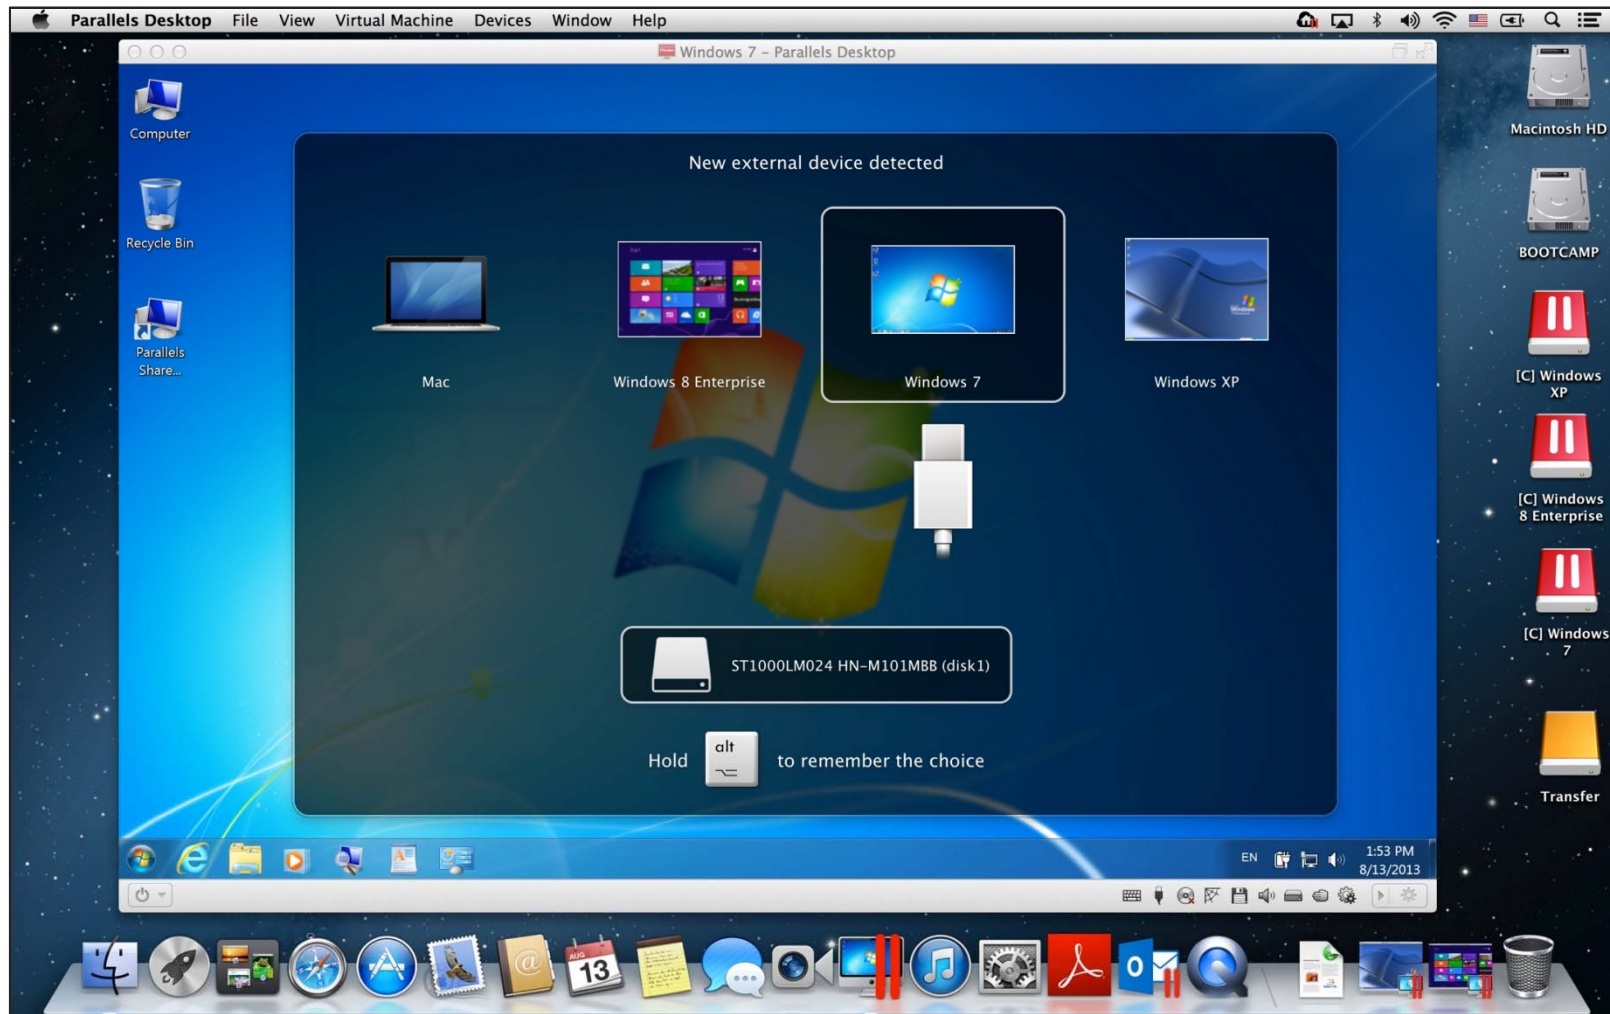 Parallels Desktop File View Virtual Machine Devices Window Help
Windows 7 – Parallels Desktop
Computer
Recycle Bin
Parallels
Share...
New external device detected
Mac
Windows 8 Enterprise
Windows 7
Windows XP
ST1000LM024 HN-M101MBB (disk1)
Hold
alt
to remember the choice
Macintosh HD
BOOTCAMP
[C] Windows
XP
[C] Windows
8 Enterprise
[C] Windows
7
Transfer
EN
1:53 PM
8/13/2013
AUG
13